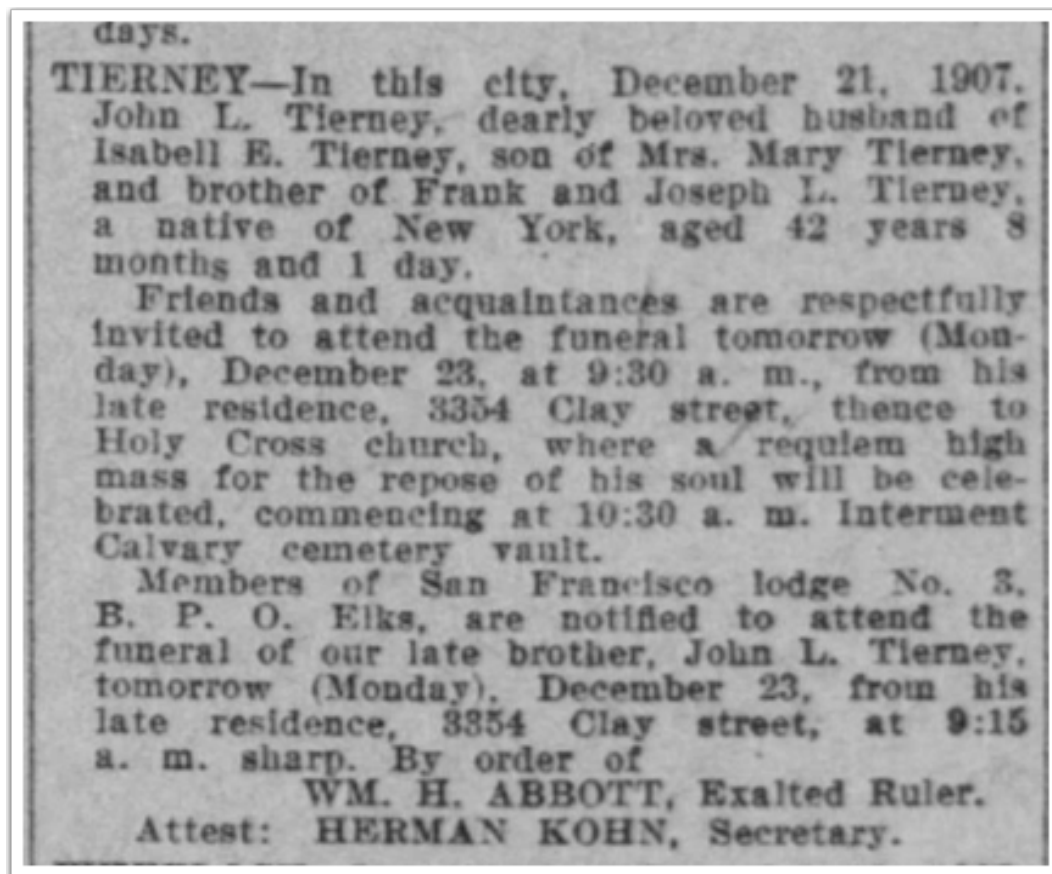 days.
TIERNEY—In this city, December 21, 1907,
John L. Tierney, dearly beloved husband of
Isabell E. Tierney, son of Mrs. Mary Tierney,
and brother of Frank and Joseph L. Tierney,
a native of New York, aged 42 years 8
months and 1 day.
Friends and acquaintances are respectfully
invited to attend the funeral tomorrow (Mon-
day), December 23, at 9:30 a. m., from his
late residence, 3354 Clay street, thence to
Holy Cross church, where a requiem high
mass for the repose of his soul will be cele-
brated, commencing at 10:30 a. m. Interment
Calvary cemetery vault.
Members of San Francisco lodge No. 3,
B. P. O. Elks, are notified to attend the
funeral of our late brother, John L. Tierney,
tomorrow (Monday), December 23, from his
late residence, 3354 Clay street, at 9:15
a. m. sharp. By order of
WM. H. ABBOTT, Exalted Ruler.
Attest: HERMAN KOHN, Secretary.